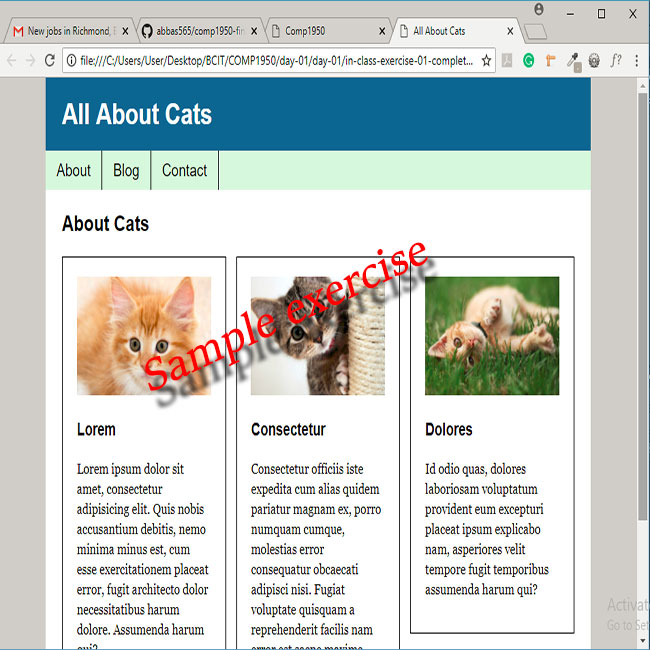 New jobs in Richmond, B
abbas565/comp1950-fi
Comp1950
All About Cats
file:///C:/Users/User/Desktop/BCIT/COMP1950/day-01/day-01/in-class-exercise-01-complet...
f?
All About Cats
About
Blog
Contact
About Cats
Sample exercise
Lorem
Lorem ipsum dolor sit
amet, consectetur
adipisicing elit. Quis nobis
accusantium debitis, nemo
minima minus est, cum
esse exercitationem placeat
error, fugit architecto dolor
necessitatibus harum
dolore. Assumenda harum
qui?
Consectetur
Consectetur officiis iste
expedita cum alias quidem
pariatur magnam ex, porro
numquam cumque,
molestias error
consequatur obcaecati
adipisci nisi. Fugiat
voluptate quisquam a
reprehenderit facilis nam
error est saepe maxime
Dolores
Id odio quas, dolores
laboriosam voluptatum
provident eum excepturi
placeat ipsum explicabo
nam, asperiores velit
tempore fugit temporibus
assumenda harum qui?
Activat
Go to Set